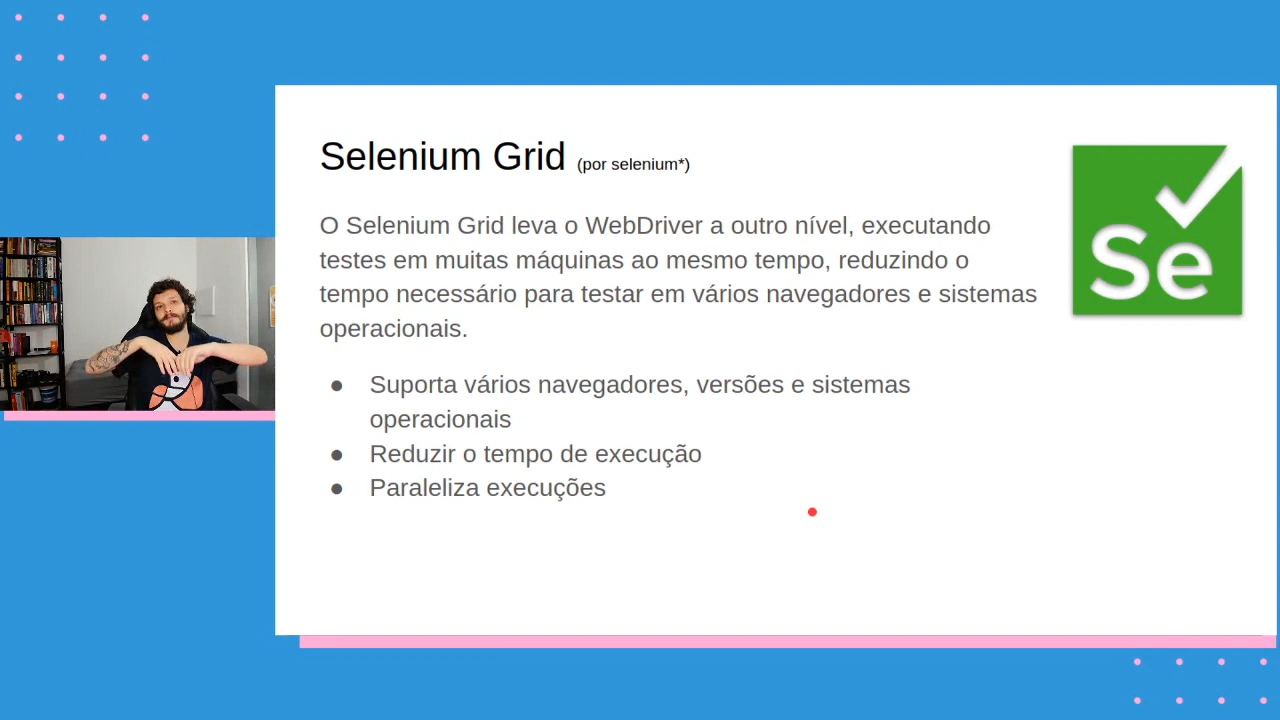 Selenium Grid (por selenium*)
O Selenium Grid leva o WebDriver a outro nível, executando
testes em muitas máquinas ao mesmo tempo, reduzindo o
tempo necessário para testar em vários navegadores e sistemas
operacionais.
● Suporta vários navegadores, versões e sistemas
operacionais
● Reduzir o tempo de execução
● Paraleliza execuções
Se